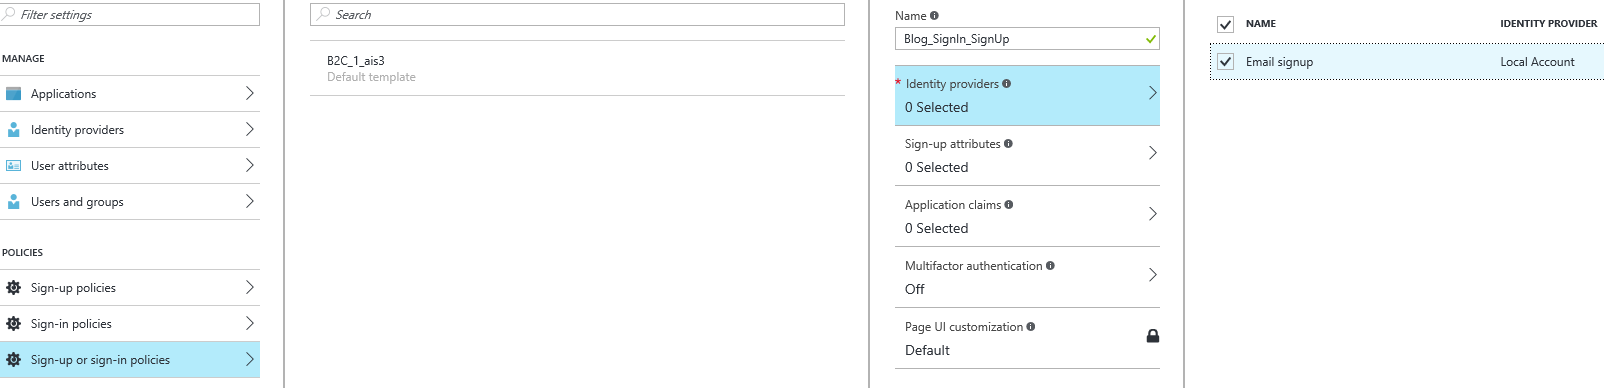 Filter settings
MANAGE
Applications
Identity providers
User attributes
Users and groups
POLICIES
Sign-up policies
Sign-in policies
Sign-up or sign-in policies
Search
B2C_1_ais3
Default template
Name
Blog_SignIn_SignUp
* Identity providers
0 Selected
Sign-up attributes
0 Selected
Application claims
0 Selected
Multifactor authentication
Off
Page UI customization
Default
NAME IDENTITY PROVIDER
Email signup Local Account